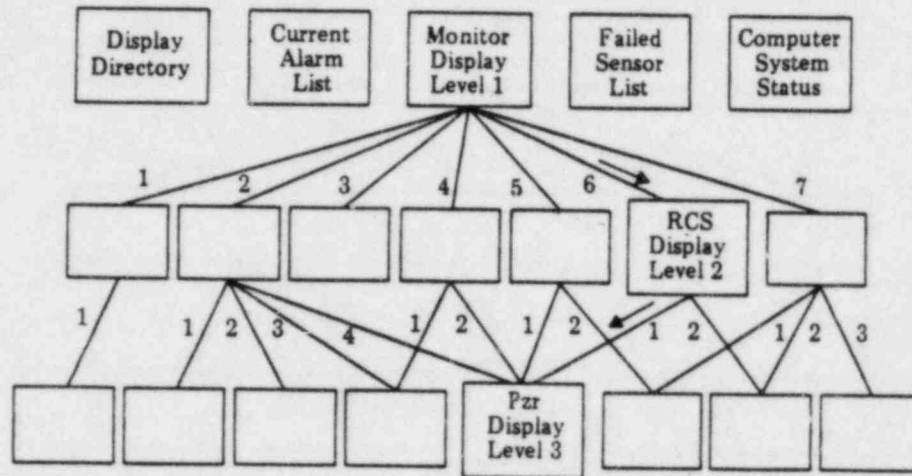 Display
Directory
Current
Alarm
List
Monitor
Display
Level 1
Failed
Sensor
List
Computer
System
Status
1
2
3
4
5
6
7
RCS
Display
Level 2
1
1
2
3
4
1
2
1
2
1
2
1
2
3
Pzr
Display
Level 3